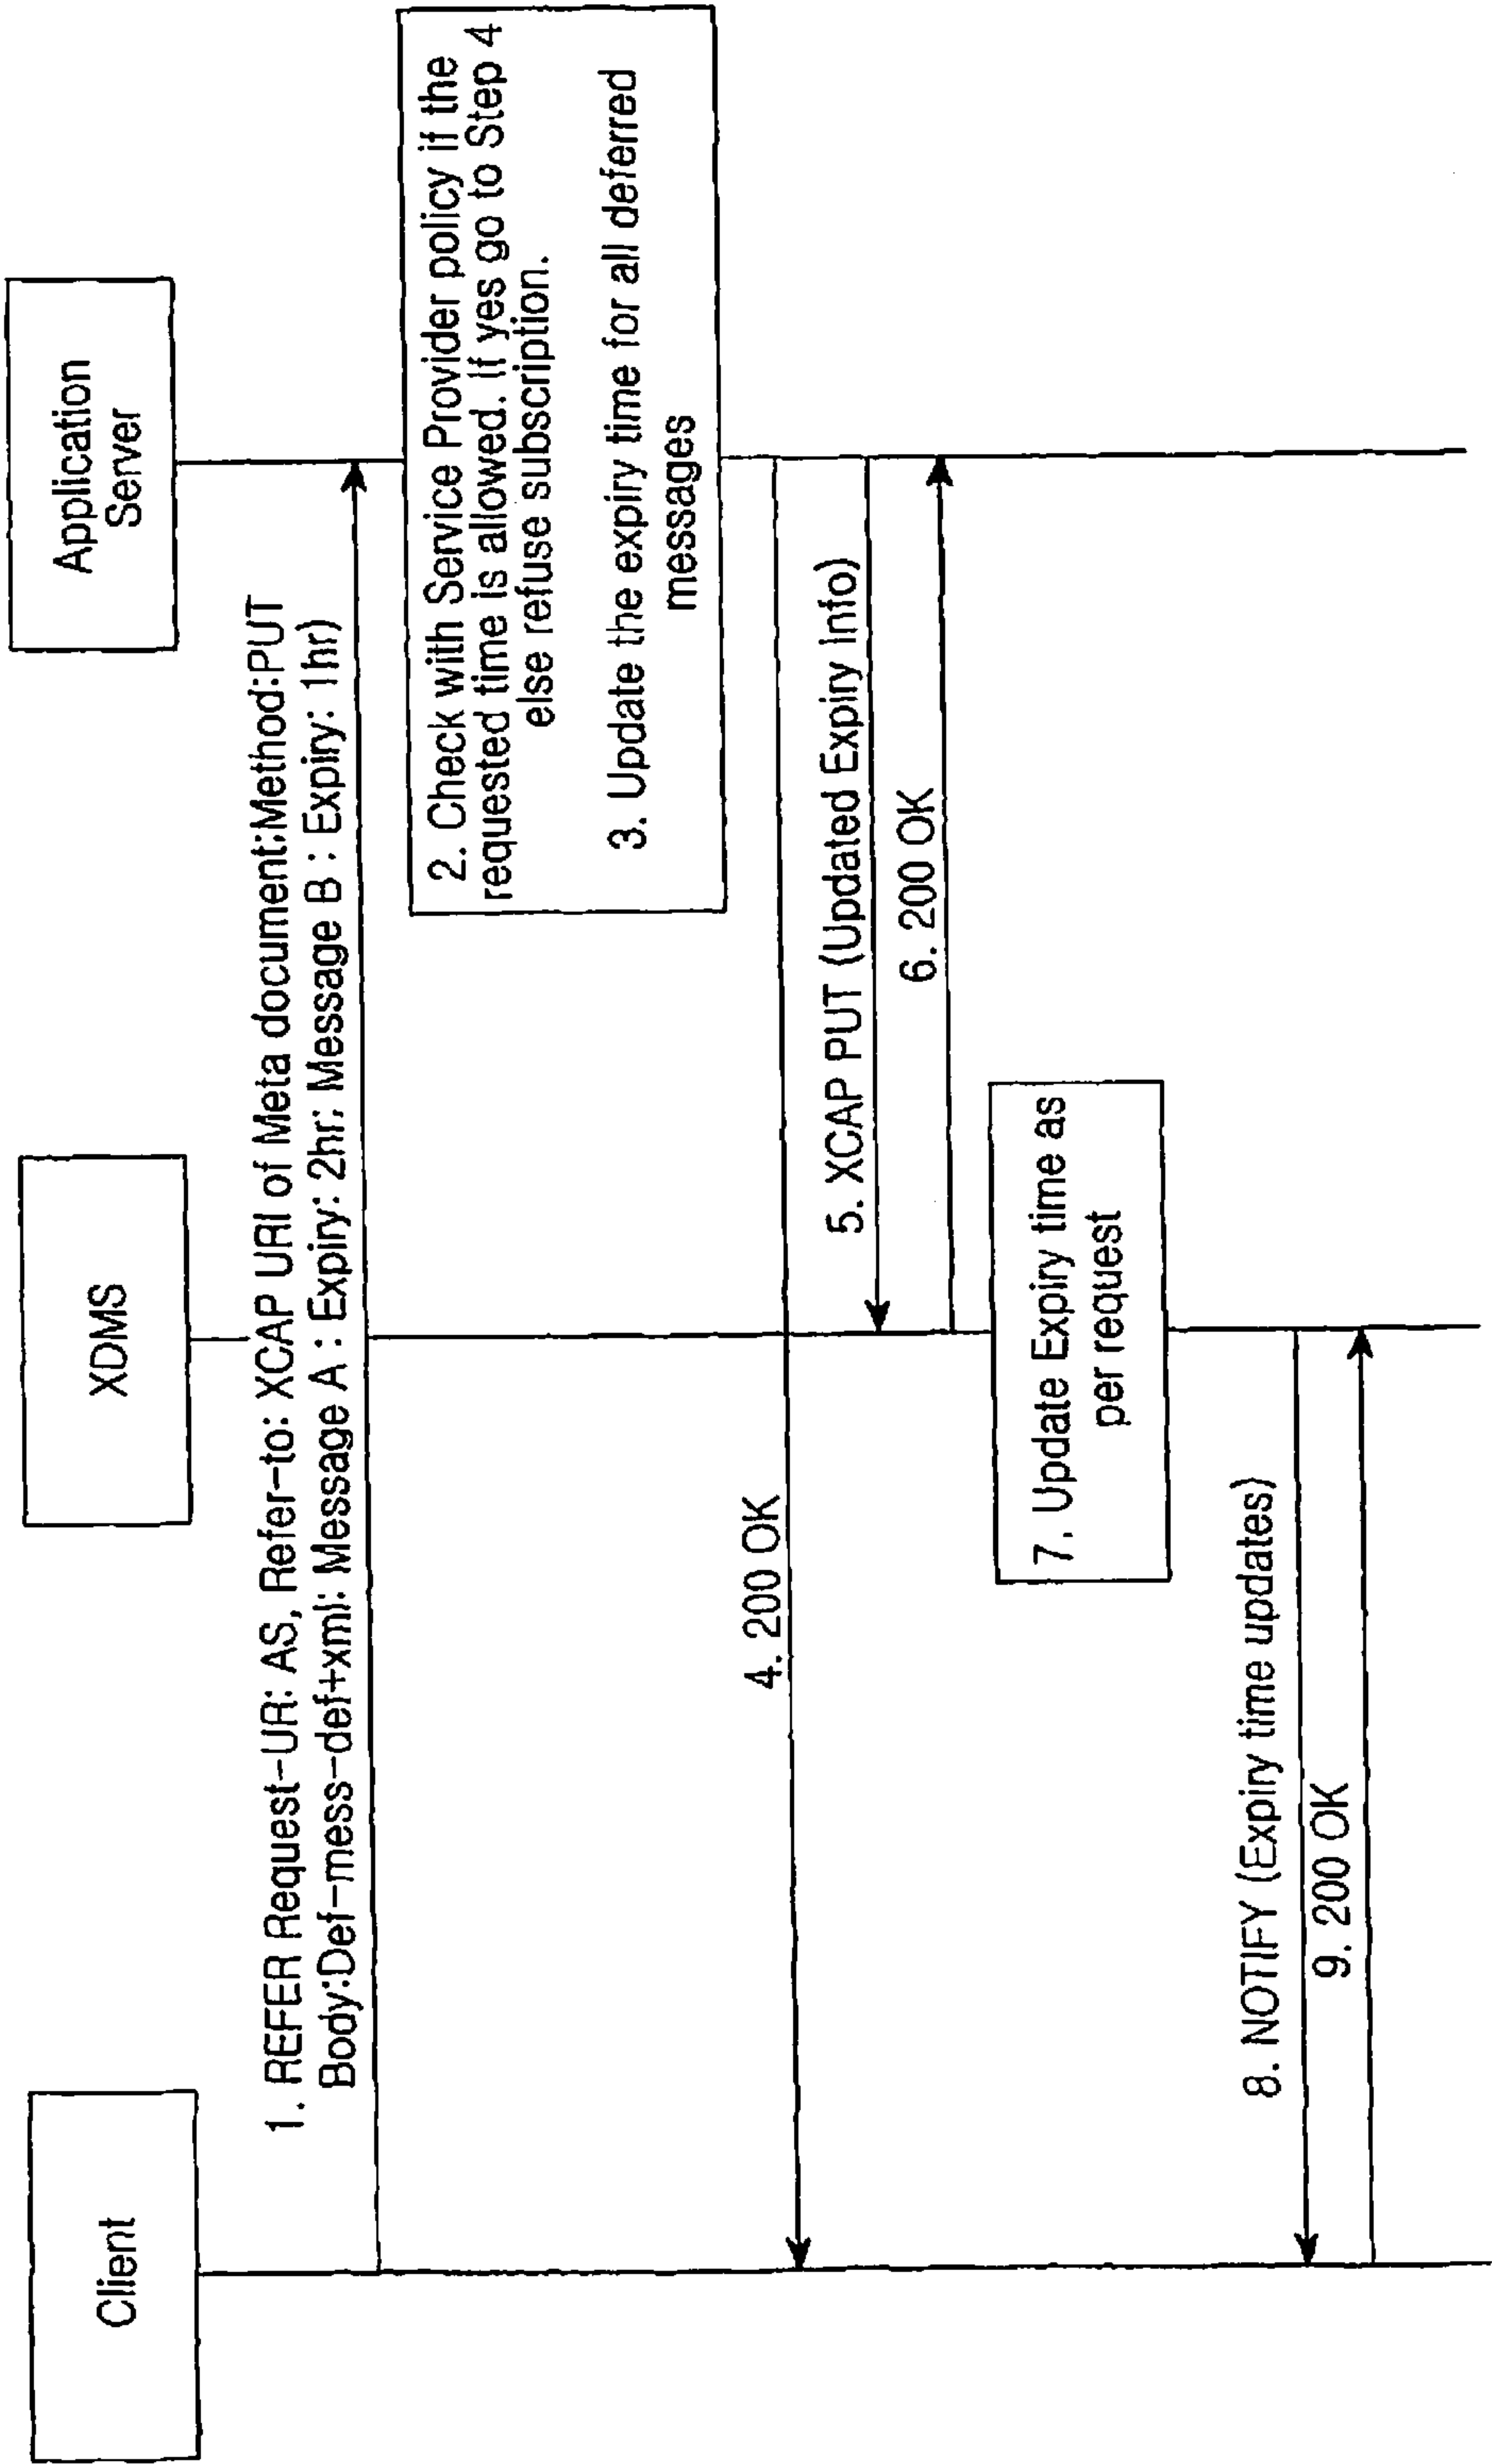 Client
XDMS
Application
Server
1. REFER Request-UR: AS, Refer-to: XCAP URI of Meta document;Method:PUT
Body:Def-mess-def+xml: Message A : Expiry: 2hr; Message B : Expiry: 1hr)
2. Check with Service Provider policy if the
requested time is allowed. If yes go to Step 4
else refuse subscription.
3. Update the expiry time for all deferred
messages
4. 200 OK
5. XCAP PUT (Updated Expiry Info)
6. 200 OK
7. Update Expiry time as
per request
8. NOTIFY (Expiry time updates)
9. 200 OK